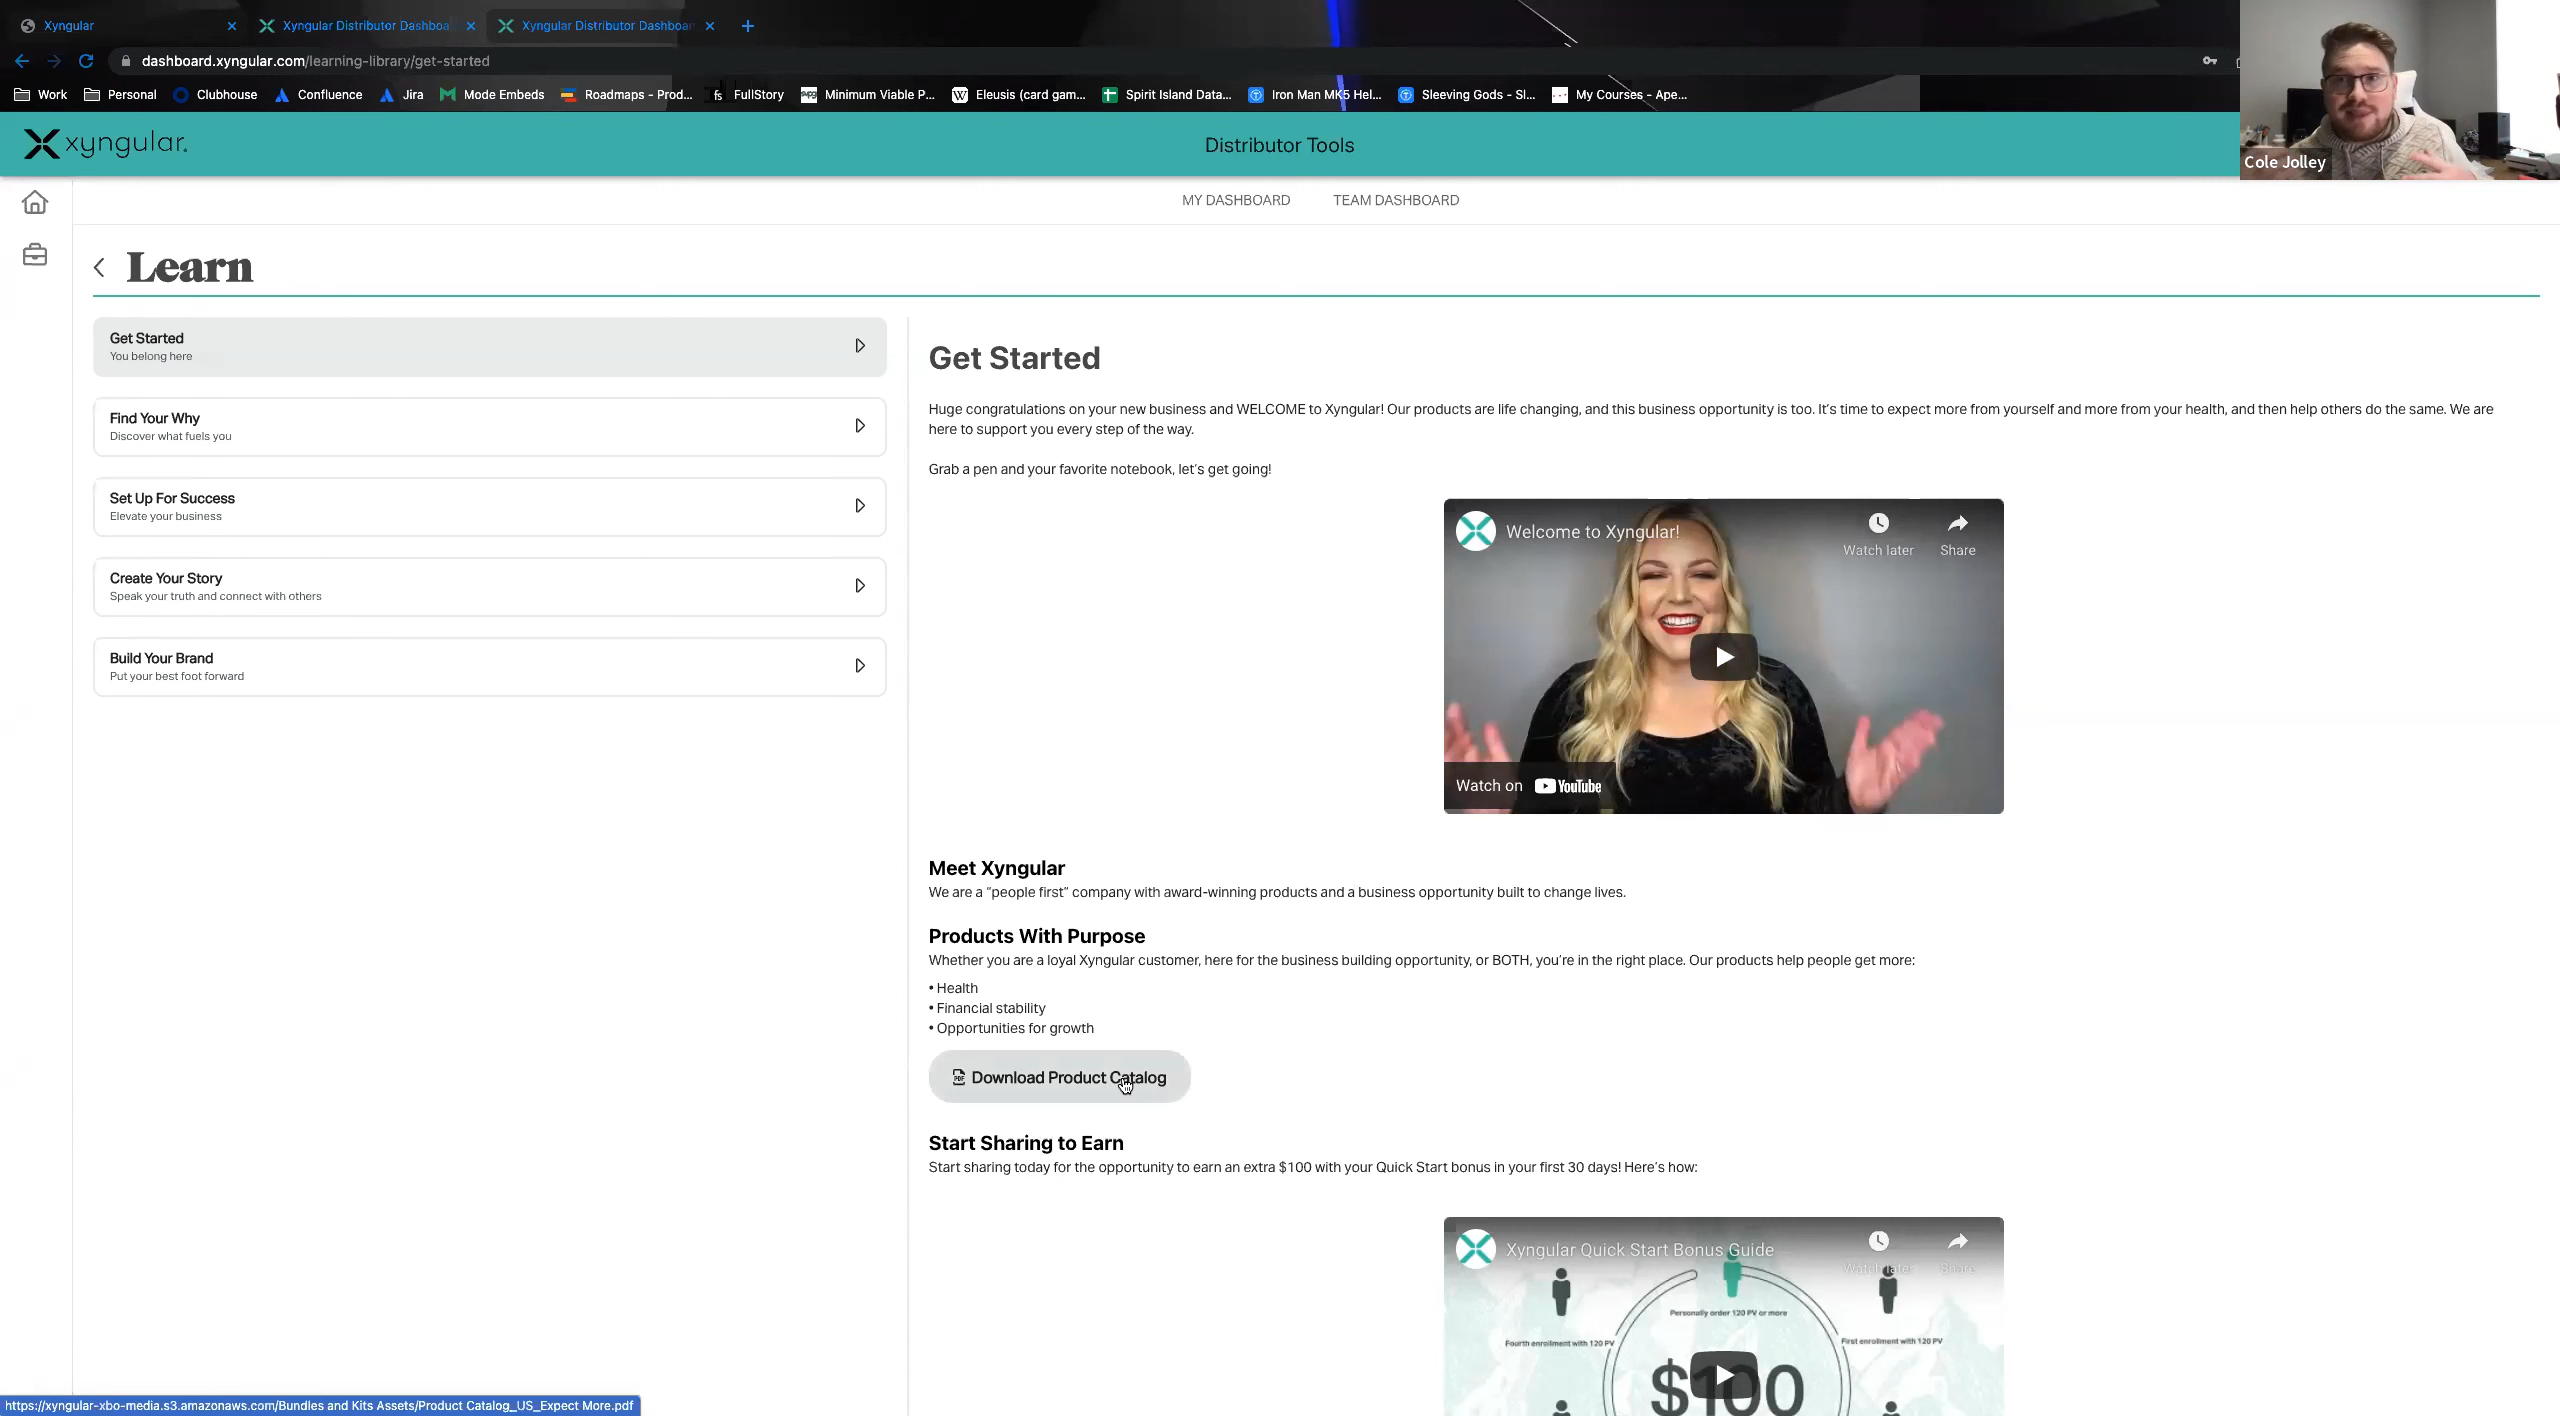 Xyngular
Xyngular Distributor Dashboa
Xyngular Distributor Dashboar
dashboard.xyngular.com/learning-library/get-started
Work
Personal
Clubhouse
Confluence
Jira
Mode Embeds
Roadmaps - Prod...
fs FullStory
Minimum Viable P...
W Eleusis (card gam...
Spirit Island Data...
Iron Man MK5 Hel...
Sleeving Gods - Sl...
My Courses - Ape...
Cole Jolley
xyngular.
Distributor Tools
MY DASHBOARD
TEAM DASHBOARD
Learn
Get Started
You belong here
Find Your Why
Discover what fuels you
Set Up For Success
Elevate your business
Create Your Story
Speak your truth and connect with others
Build Your Brand
Put your best foot forward
Get Started
Huge congratulations on your new business and WELCOME to Xyngular! Our products are life changing, and this business opportunity is too. It's time to expect more from yourself and more from your health, and then help others do the same. We are
here to support you every step of the way.
Grab a pen and your favorite notebook, let's get going!
Welcome to Xyngular!
Watch later
Share
Watch on YouTube
Meet Xyngular
We are a "people first" company with award-winning products and a business opportunity built to change lives.
Products With Purpose
Whether you are a loyal Xyngular customer, here for the business building opportunity, or BOTH, you're in the right place. Our products help people get more:
• Health
• Financial stability
• Opportunities for growth
PDF Download Product Catalog
Start Sharing to Earn
Start sharing today for the opportunity to earn an extra $100 with your Quick Start bonus in your first 30 days! Here's how:
Xyngular Quick Start Bonus Guide
Watch later
Share
Personally order 120 PV or more
Fourth enrollment with 120 PV
First enrollment with 120 PV
$100
https://xyngular-xbo-media.s3.amazonaws.com/Bundles and Kits Assets/Product Catalog_US_Expect More.pdf